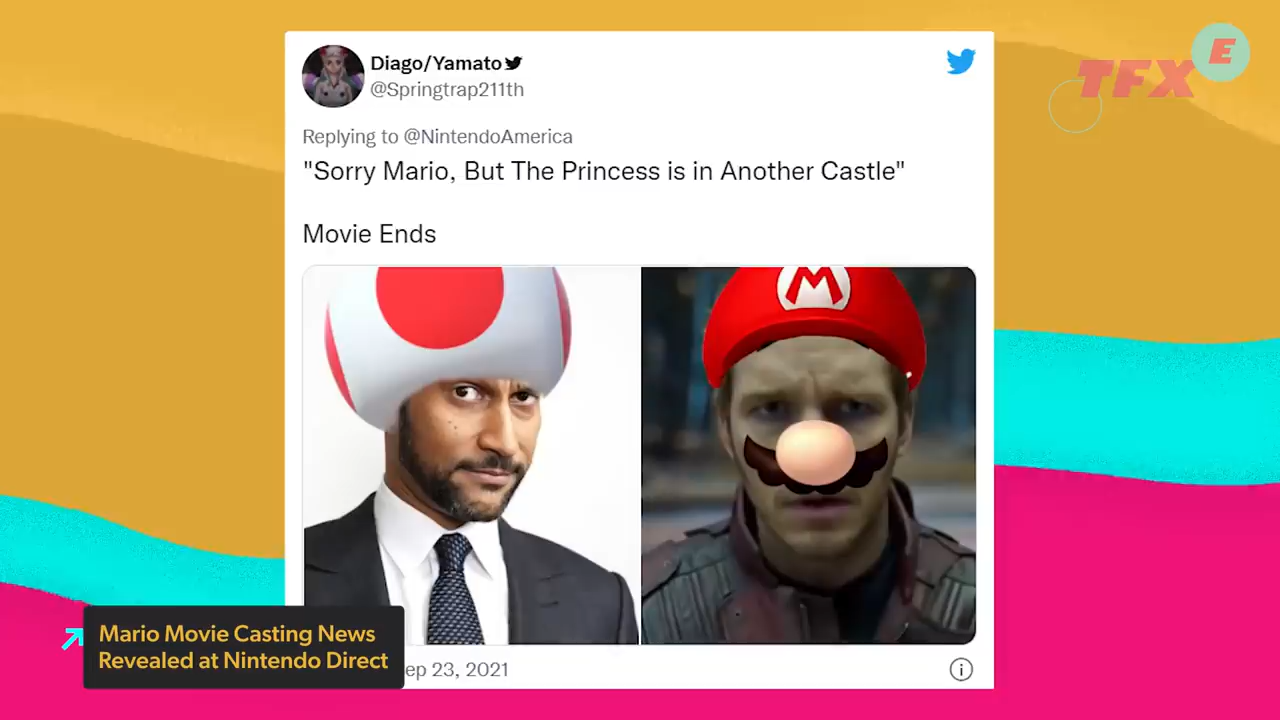 Diago/Yamato
@Springtrap211th
Replying to @NintendoAmerica
"Sorry Mario, But The Princess is in Another Castle"
Movie Ends
M
ep 23, 2021
Mario Movie Casting News
Revealed at Nintendo Direct
TFX
E